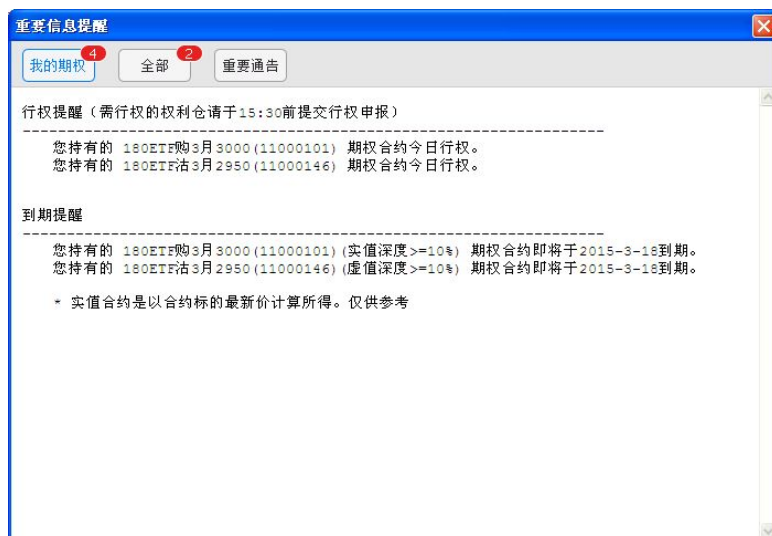 重要信息提醒
我的期权 4 全部 2 重要通告
行权提醒（需行权的权利仓请于15:30前提交行权申报）
------------------------------------------------------------------
您持有的 180ETF购3月3000(11000101) 期权合约今日行权。
您持有的 180ETF沽3月2950(11000146) 期权合约今日行权。
到期提醒
------------------------------------------------------------------
您持有的 180ETF购3月3000(11000101)(实值深度>=10%) 期权合约即将于2015-3-18到期。
您持有的 180ETF沽3月2950(11000146)(虚值深度>=10%) 期权合约即将于2015-3-18到期。
* 实值合约是以合约标的最新价计算所得。仅供参考